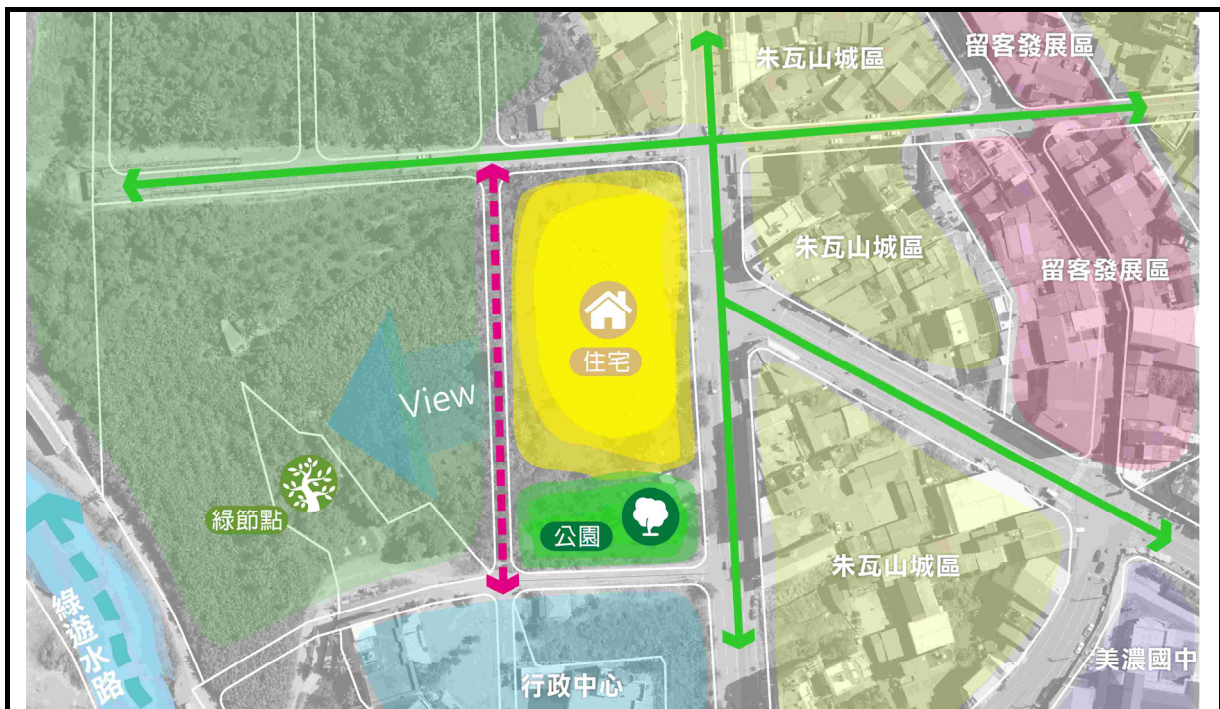 留客發展區
朱瓦山城區
朱瓦山城區
留客發展區
住宅
View
綠節點
公園
朱瓦山城區
綠遊水路
美濃國中
行政中心